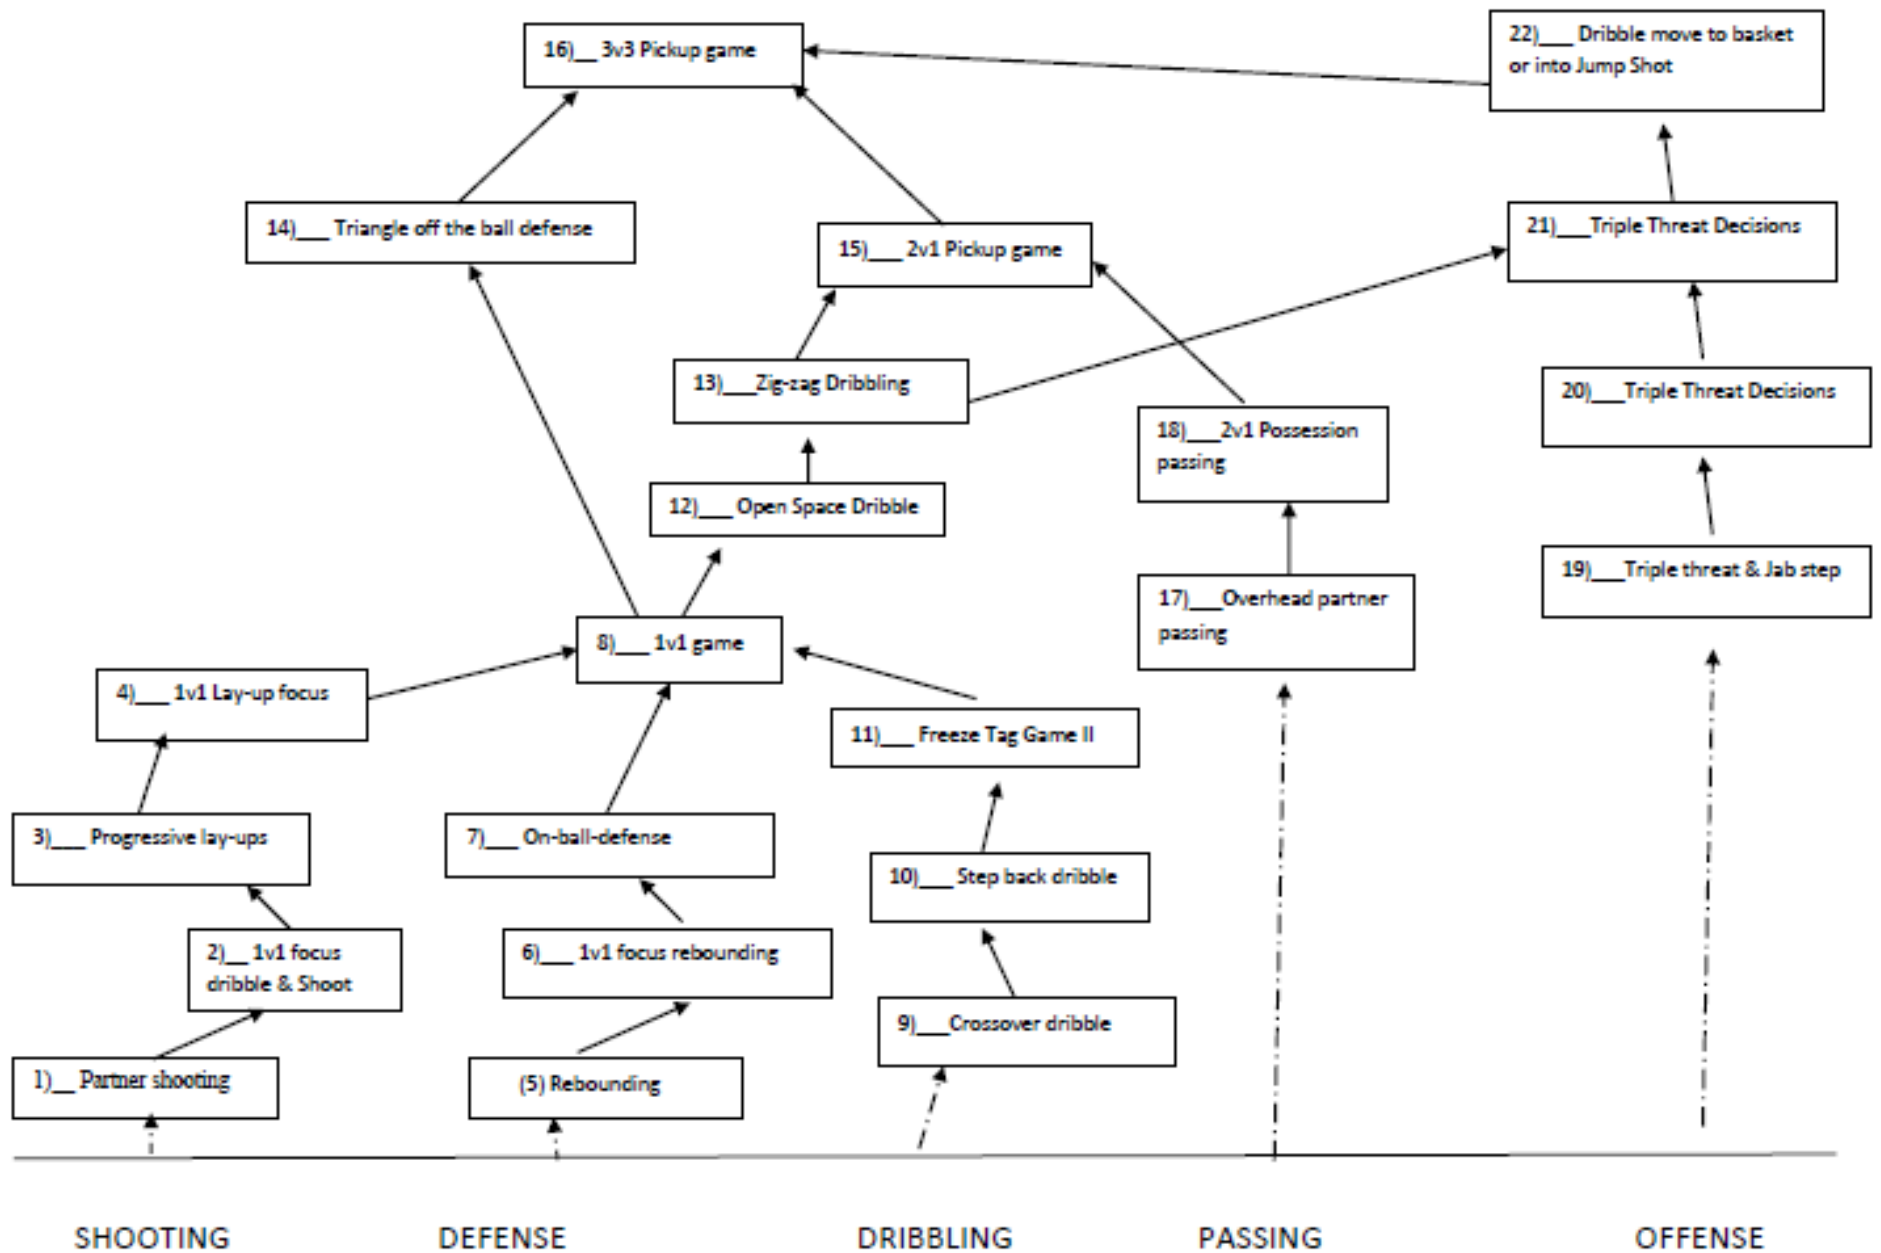 16)__ 3v3 Pickup game
22)___ Dribble move to basket
or into Jump Shot
14)___ Triangle off the ball defense
15)___ 2v1 Pickup game
21)___Triple Threat Decisions
13)___Zig-zag Dribbling
20)___Triple Threat Decisions
18)___2v1 Possession
passing
12)___ Open Space Dribble
19)___Triple threat & Jab step
17)___Overhead partner
passing
8)___ 1v1 game
4)___ 1v1 Lay-up focus
11)___ Freeze Tag Game II
3)___ Progressive lay-ups
7)___ On-ball-defense
10)___ Step back dribble
2)__ 1v1 focus
dribble & Shoot
6)___ 1v1 focus rebounding
9)___Crossover dribble
1)__ Partner shooting
(5) Rebounding
SHOOTING
DEFENSE
DRIBBLING
PASSING
OFFENSE